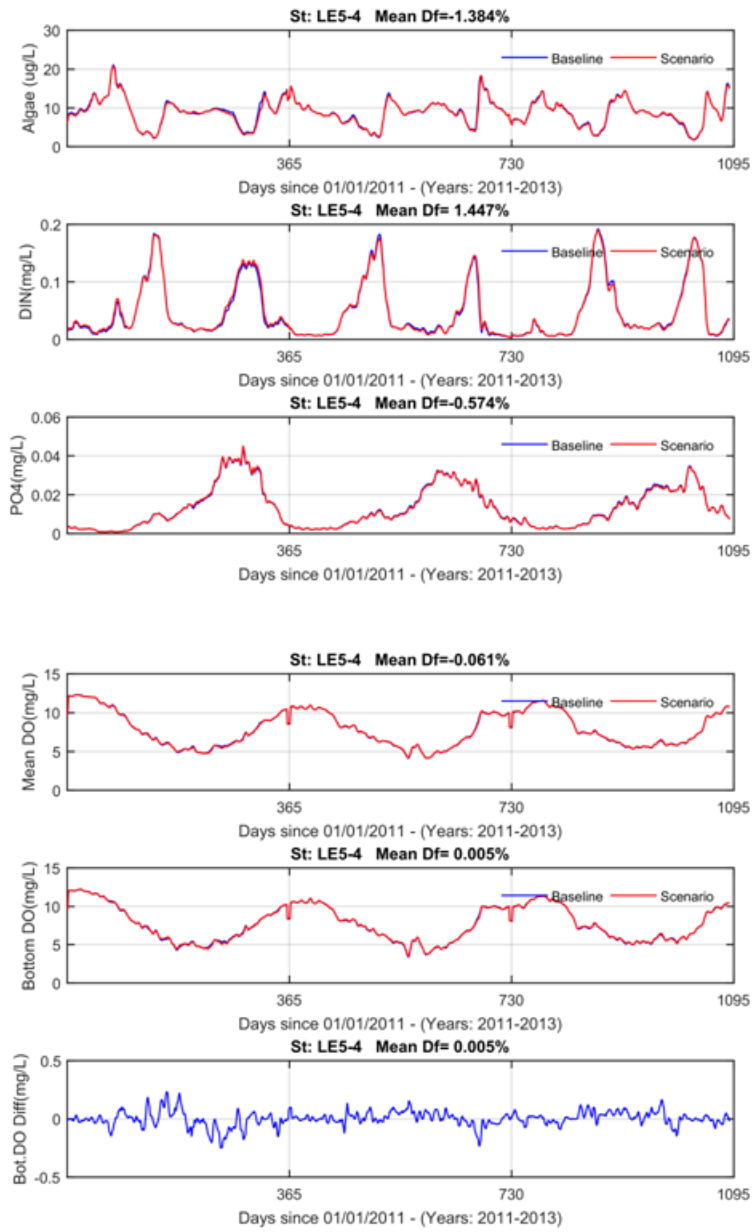 St: LE5-4 Mean Df=-1.384%
30
20
10
0
Algae (ug/L)
Baseline Scenario
365 730 1095
Days since 01/01/2011 - (Years: 2011-2013)
St: LE5-4 Mean Df= 1.447%
0.2
0.1
0
DIN(mg/L)
Baseline Scenario
365 730 1095
Days since 01/01/2011 - (Years: 2011-2013)
St: LE5-4 Mean Df=-0.574%
0.06
0.04
0.02
0
PO4(mg/L)
Baseline Scenario
365 730 1095
Days since 01/01/2011 - (Years: 2011-2013)
St: LE5-4 Mean Df=-0.061%
15
10
5
0
Mean DO(mg/L)
Baseline Scenario
365 730 1095
Days since 01/01/2011 - (Years: 2011-2013)
St: LE5-4 Mean Df= 0.005%
15
10
5
0
Bottom DO(mg/L)
Baseline Scenario
365 730 1095
Days since 01/01/2011 - (Years: 2011-2013)
St: LE5-4 Mean Df= 0.005%
0.5
0
-0.5
Bot.DO Diff(mg/L)
365 730 1095
Days since 01/01/2011 - (Years: 2011-2013)